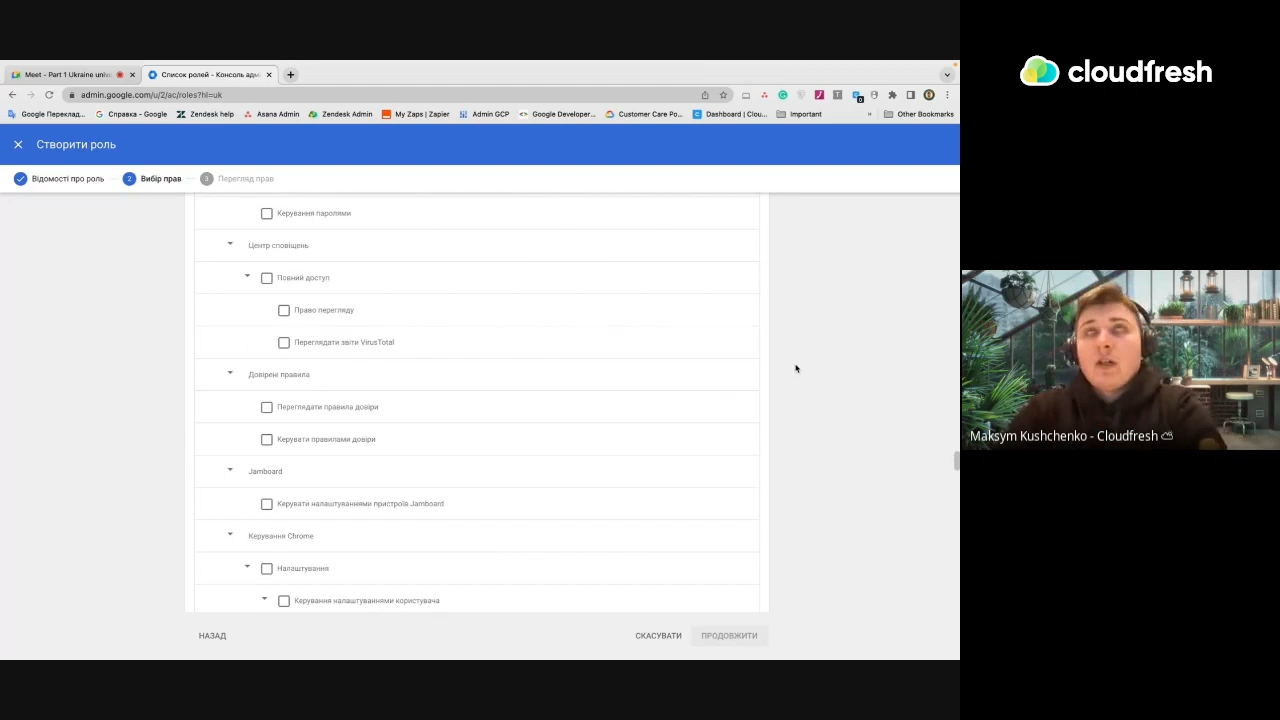 cloudfresh
Meet - Part 1 Ukraine univ
Список ролей - Консоль адм
admin.google.com/u/2/ac/roles?hl=uk
Google Переклад...
Справка - Google
Zendesk help
Asana Admin
Zendesk Admin
My Zaps | Zapier
Admin GCP
Google Developer...
Customer Care Po...
Dashboard | Clou...
Important
»
Other Bookmarks
Створити роль
Відомості про роль
2 Вибір прав
3 Перегляд прав
Керування паролями
Центр сповіщень
Повний доступ
Право перегляду
Переглядати звіти VirusTotal
Довірені правила
Переглядати правила довіри
Керувати правилами довіри
Jamboard
Керувати налаштуваннями пристроїв Jamboard
Керування Chrome
Налаштування
Керування налаштуваннями користувача
НАЗАД
СКАСУВАТИ
ПРОДОВЖИТИ
Maksym Kushchenko - Cloudfresh